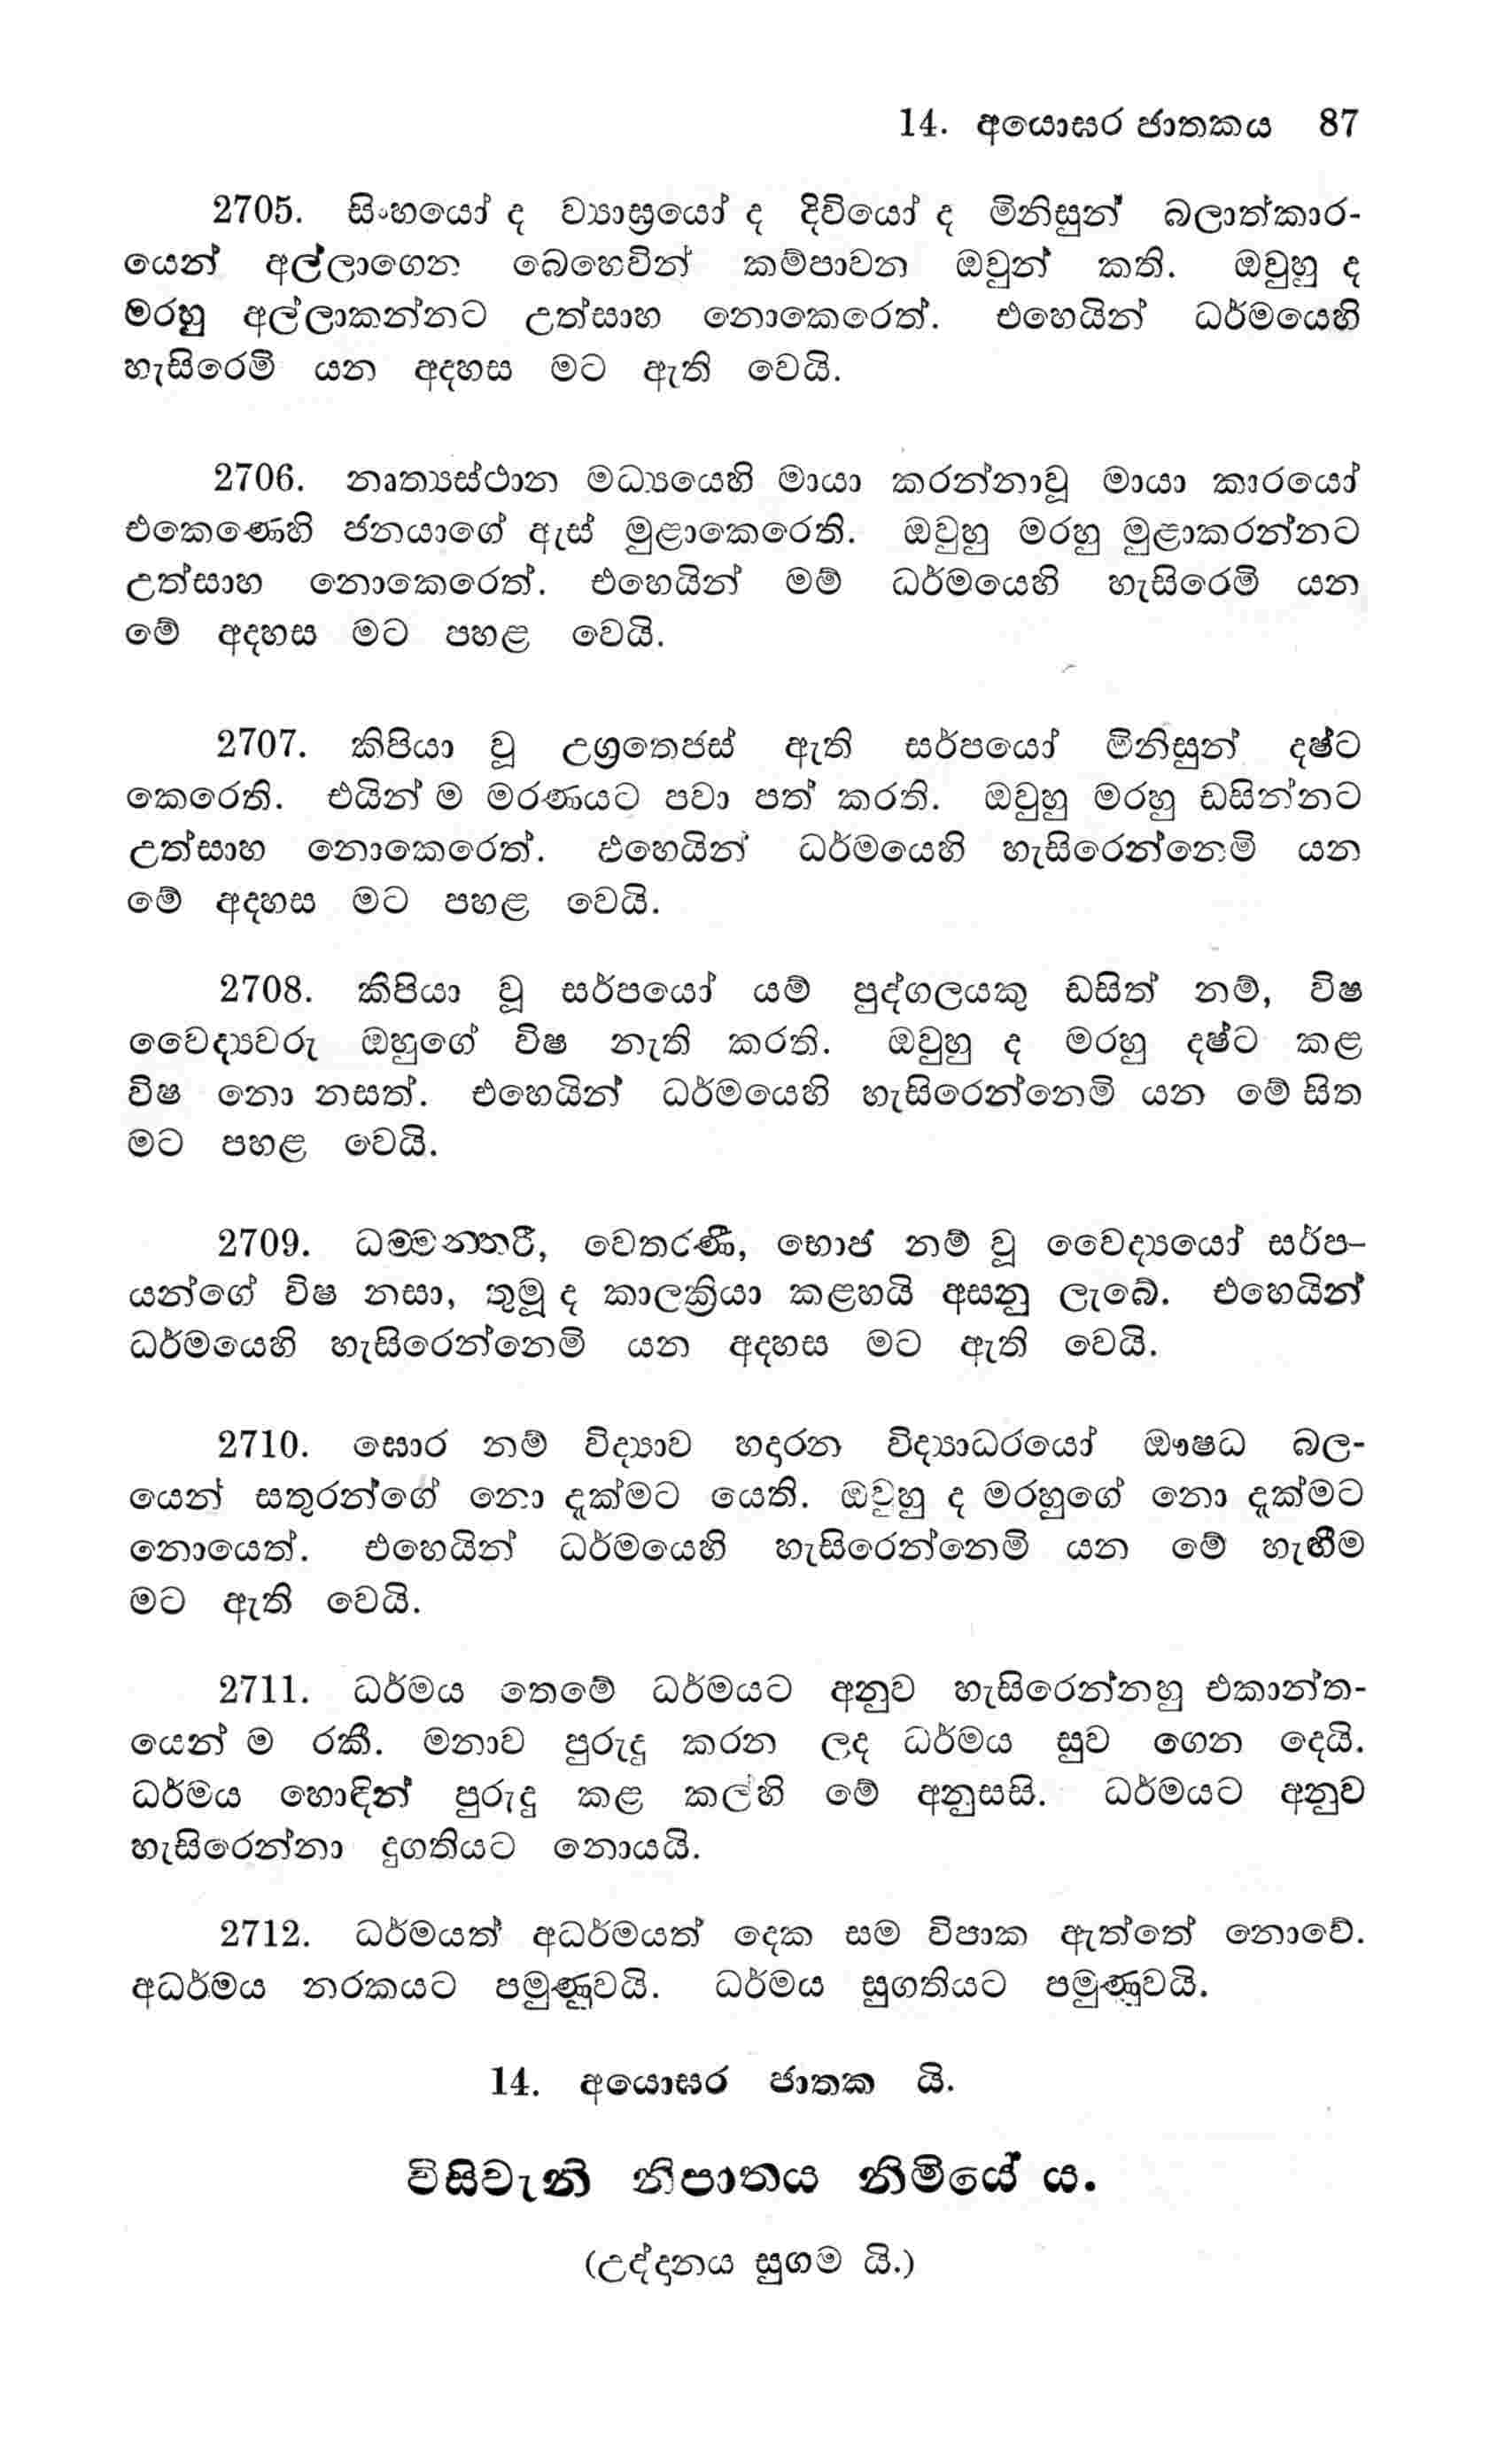 14. අයොඝර ජාතකය 87
2705. සිංහයෝ ද ව්‍යාඝ්‍රයෝ ද දිවියෝ ද මිනිසුන් බලාත්කාර-
යෙන් අල්ලාගෙන බෙහෙවින් කම්පාවන ඔවුන් කති. ඔවුහු ද
මරහු අල්ලාකන්නට උත්සාහ නොකෙරෙත්. එහෙයින් ධර්මයෙහි
හැසිරෙමි යන අදහස මට ඇති වෙයි.
2706. නෘත්‍යස්ථාන මධ්‍යයෙහි මායා කරන්නාවූ මායා කාරයෝ
එකෙණෙහි ජනයාගේ ඇස් මුළාකෙරෙති. ඔවුහු මරහු මුළාකරන්නට
උත්සාහ නොකෙරෙත්. එහෙයින් මම් ධර්මයෙහි හැසිරෙමි යන
මේ අදහස මට පහළ වෙයි.
2707. කිපියා වූ උග්‍රතෙජස් ඇති සර්පයෝ මිනිසුන් දෂ්ට
කෙරෙති. එයින් ම මරණයට පවා පත් කරති. ඔවුහු මරහු ඩසින්නට
උත්සාහ නොකෙරෙත්. එහෙයින් ධර්මයෙහි හැසිරෙන්නෙමි යන
මේ අදහස මට පහළ වෙයි.
2708. කිපියා වූ සර්පයෝ යම් පුද්ගලයකු ඩසිත් නම්, විෂ
වෛද්‍යවරු ඔහුගේ විෂ නැති කරති. ඔවුහු ද මරහු දෂ්ට කළ
විෂ නො නසත්. එහෙයින් ධර්මයෙහි හැසිරෙන්නෙමි යන මේ සිත
මට පහළ වෙයි.
2709. ධම්මන්තරී, වෙතරණී, භොජ නම් වූ වෛද්‍යයෝ සර්ප-
යන්ගේ විෂ නසා, තුමූ ද කාලක්‍රියා කළහයි අසනු ලැබේ. එහෙයින්
ධර්මයෙහි හැසිරෙන්නෙමි යන අදහස මට ඇති වෙයි.
2710. ඝොර නම් විද්‍යාව හදාරන විද්‍යාධරයෝ ඖෂධ බල-
යෙන් සතුරන්ගේ නො දැක්මට යෙති. ඔවුහු ද මරහුගේ නො දැක්මට
නොයෙත්. එහෙයින් ධර්මයෙහි හැසිරෙන්නෙමි යන මේ හැඟීම
මට ඇති වෙයි.
2711. ධර්මය තෙමේ ධර්මයට අනුව හැසිරෙන්නහු එකාන්ත-
යෙන් ම රකී. මනාව පුරුදු කරන ලද ධර්මය සුව ගෙන දෙයි.
ධර්මය හොඳින් පුරුදු කළ කල්හි මේ අනුසසි. ධර්මයට අනුව
හැසිරෙන්නා දුගතියට නොයයි.
2712. ධර්මයත් අධර්මයත් දෙක සම විපාක ඇත්තේ නොවේ.
අධර්මය නරකයට පමුණුවයි. ධර්මය සුගතියට පමුණුවයි.
14. අයොඝර ජාතක යි.
විසිවැනි නිපාතය නිමියේ ය.
(උද්දානය සුගම යි.)